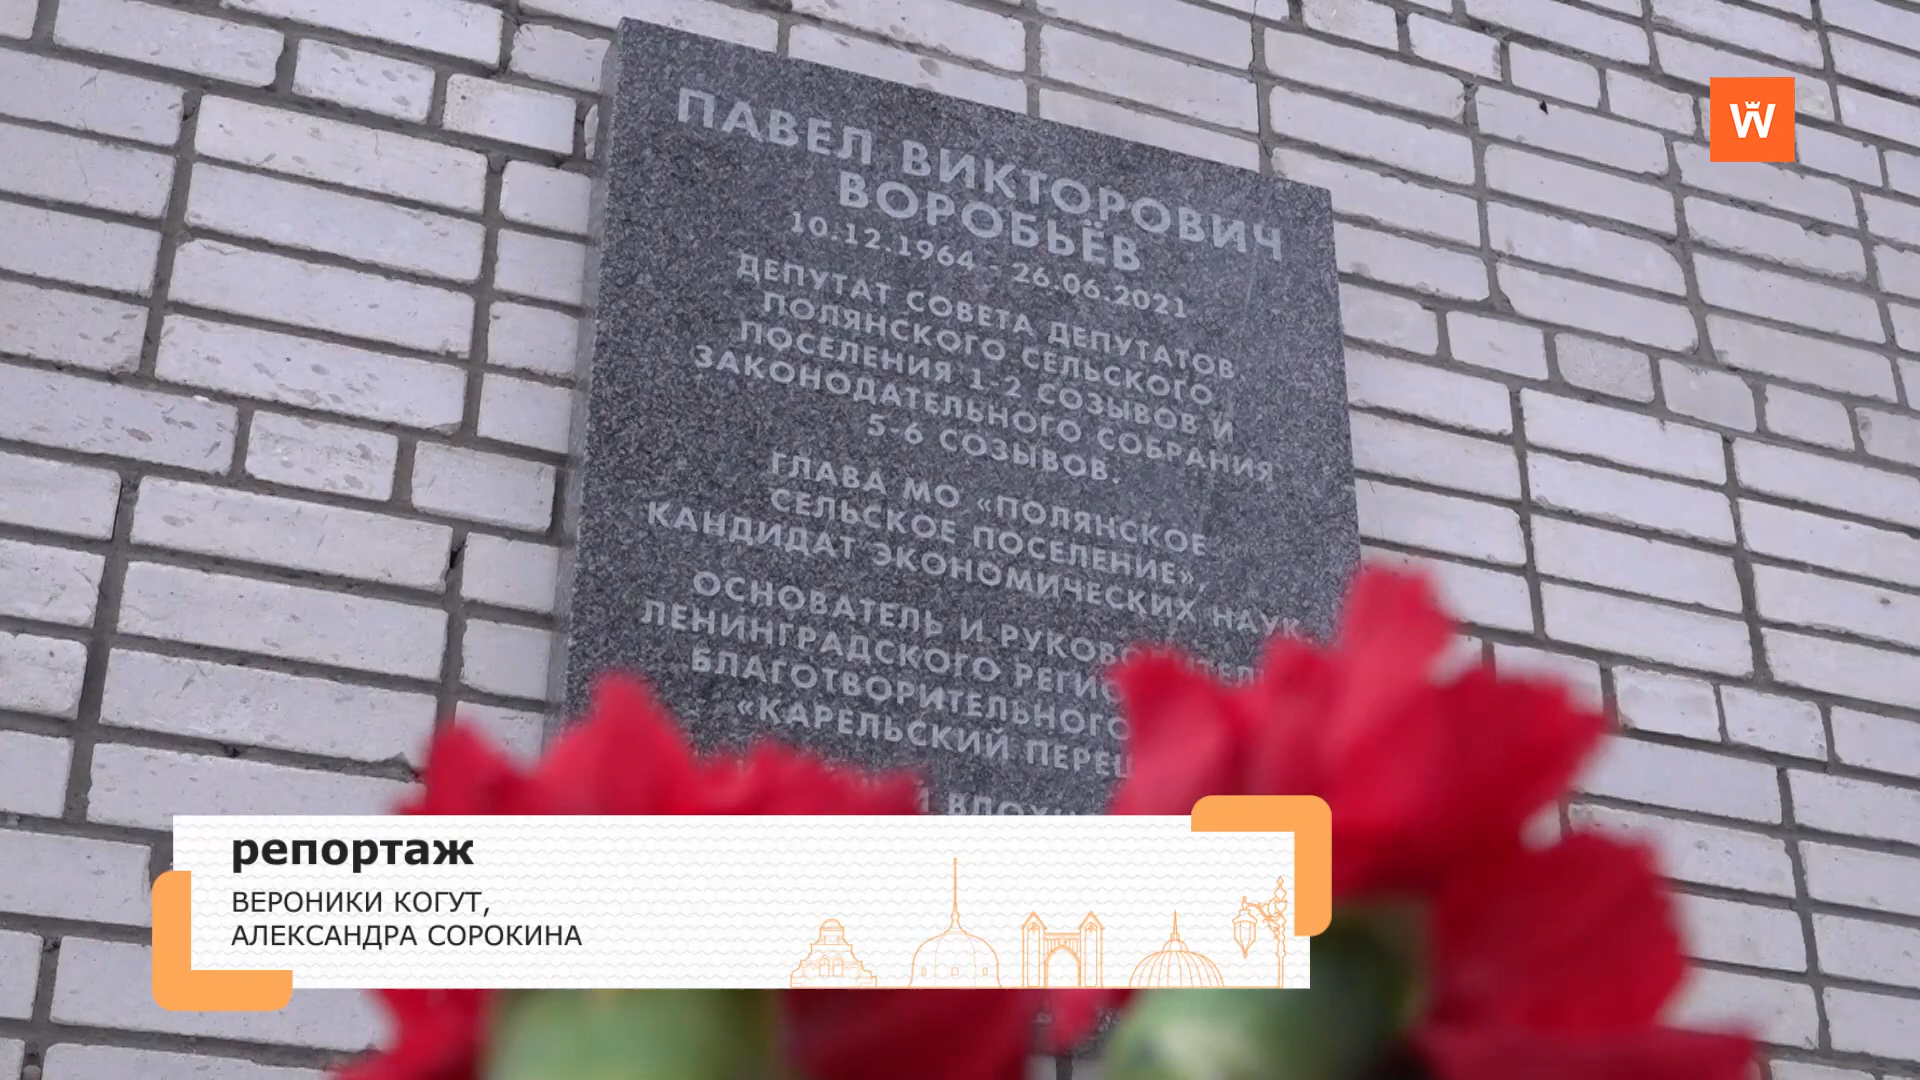 W
ПАВЕЛ ВИКТОРОВИЧ
ВОРОБЬЁВ
10.12.1964 - 26.06.2021
ДЕПУТАТ СОВЕТА ДЕПУТАТОВ
ПОЛЯНСКОГО СЕЛЬСКОГО
ПОСЕЛЕНИЯ 1-2 СОЗЫВОВ И
ЗАКОНОДАТЕЛЬНОГО СОБРАНИЯ
5-6 СОЗЫВОВ.
ГЛАВА МО «ПОЛЯНСКОЕ
СЕЛЬСКОЕ ПОСЕЛЕНИЕ»,
КАНДИДАТ ЭКОНОМИЧЕСКИХ НАУК
ОСНОВАТЕЛЬ И
ЛЕНИНГРАДСКОГО
БЛАГОТВОРИТЕЛЬНОГО
«КАРЕЛЬСКИЙ
репортаж
ВЕРОНИКИ КОГУТ,
АЛЕКСАНДРА СОРОКИНА